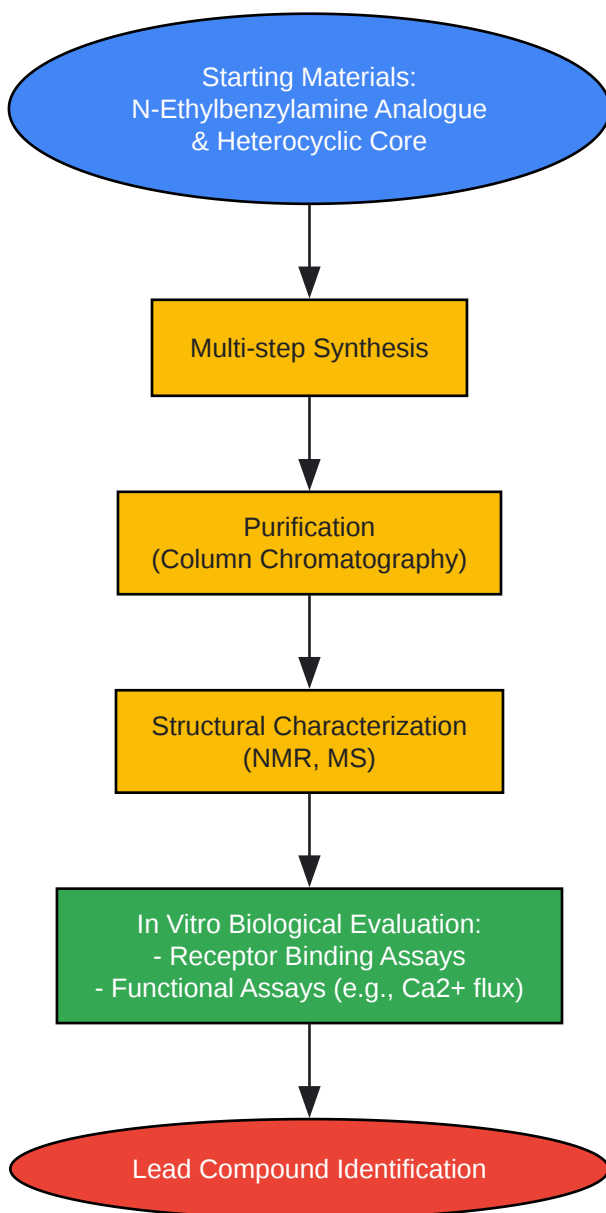 Starting Materials:
N-Ethylbenzylamine Analogue
& Heterocyclic Core
Multi-step Synthesis
Purification
(Column Chromatography)
Structural Characterization
(NMR, MS)
In Vitro Biological Evaluation:
- Receptor Binding Assays
- Functional Assays (e.g., Ca2+ flux)
Lead Compound Identification